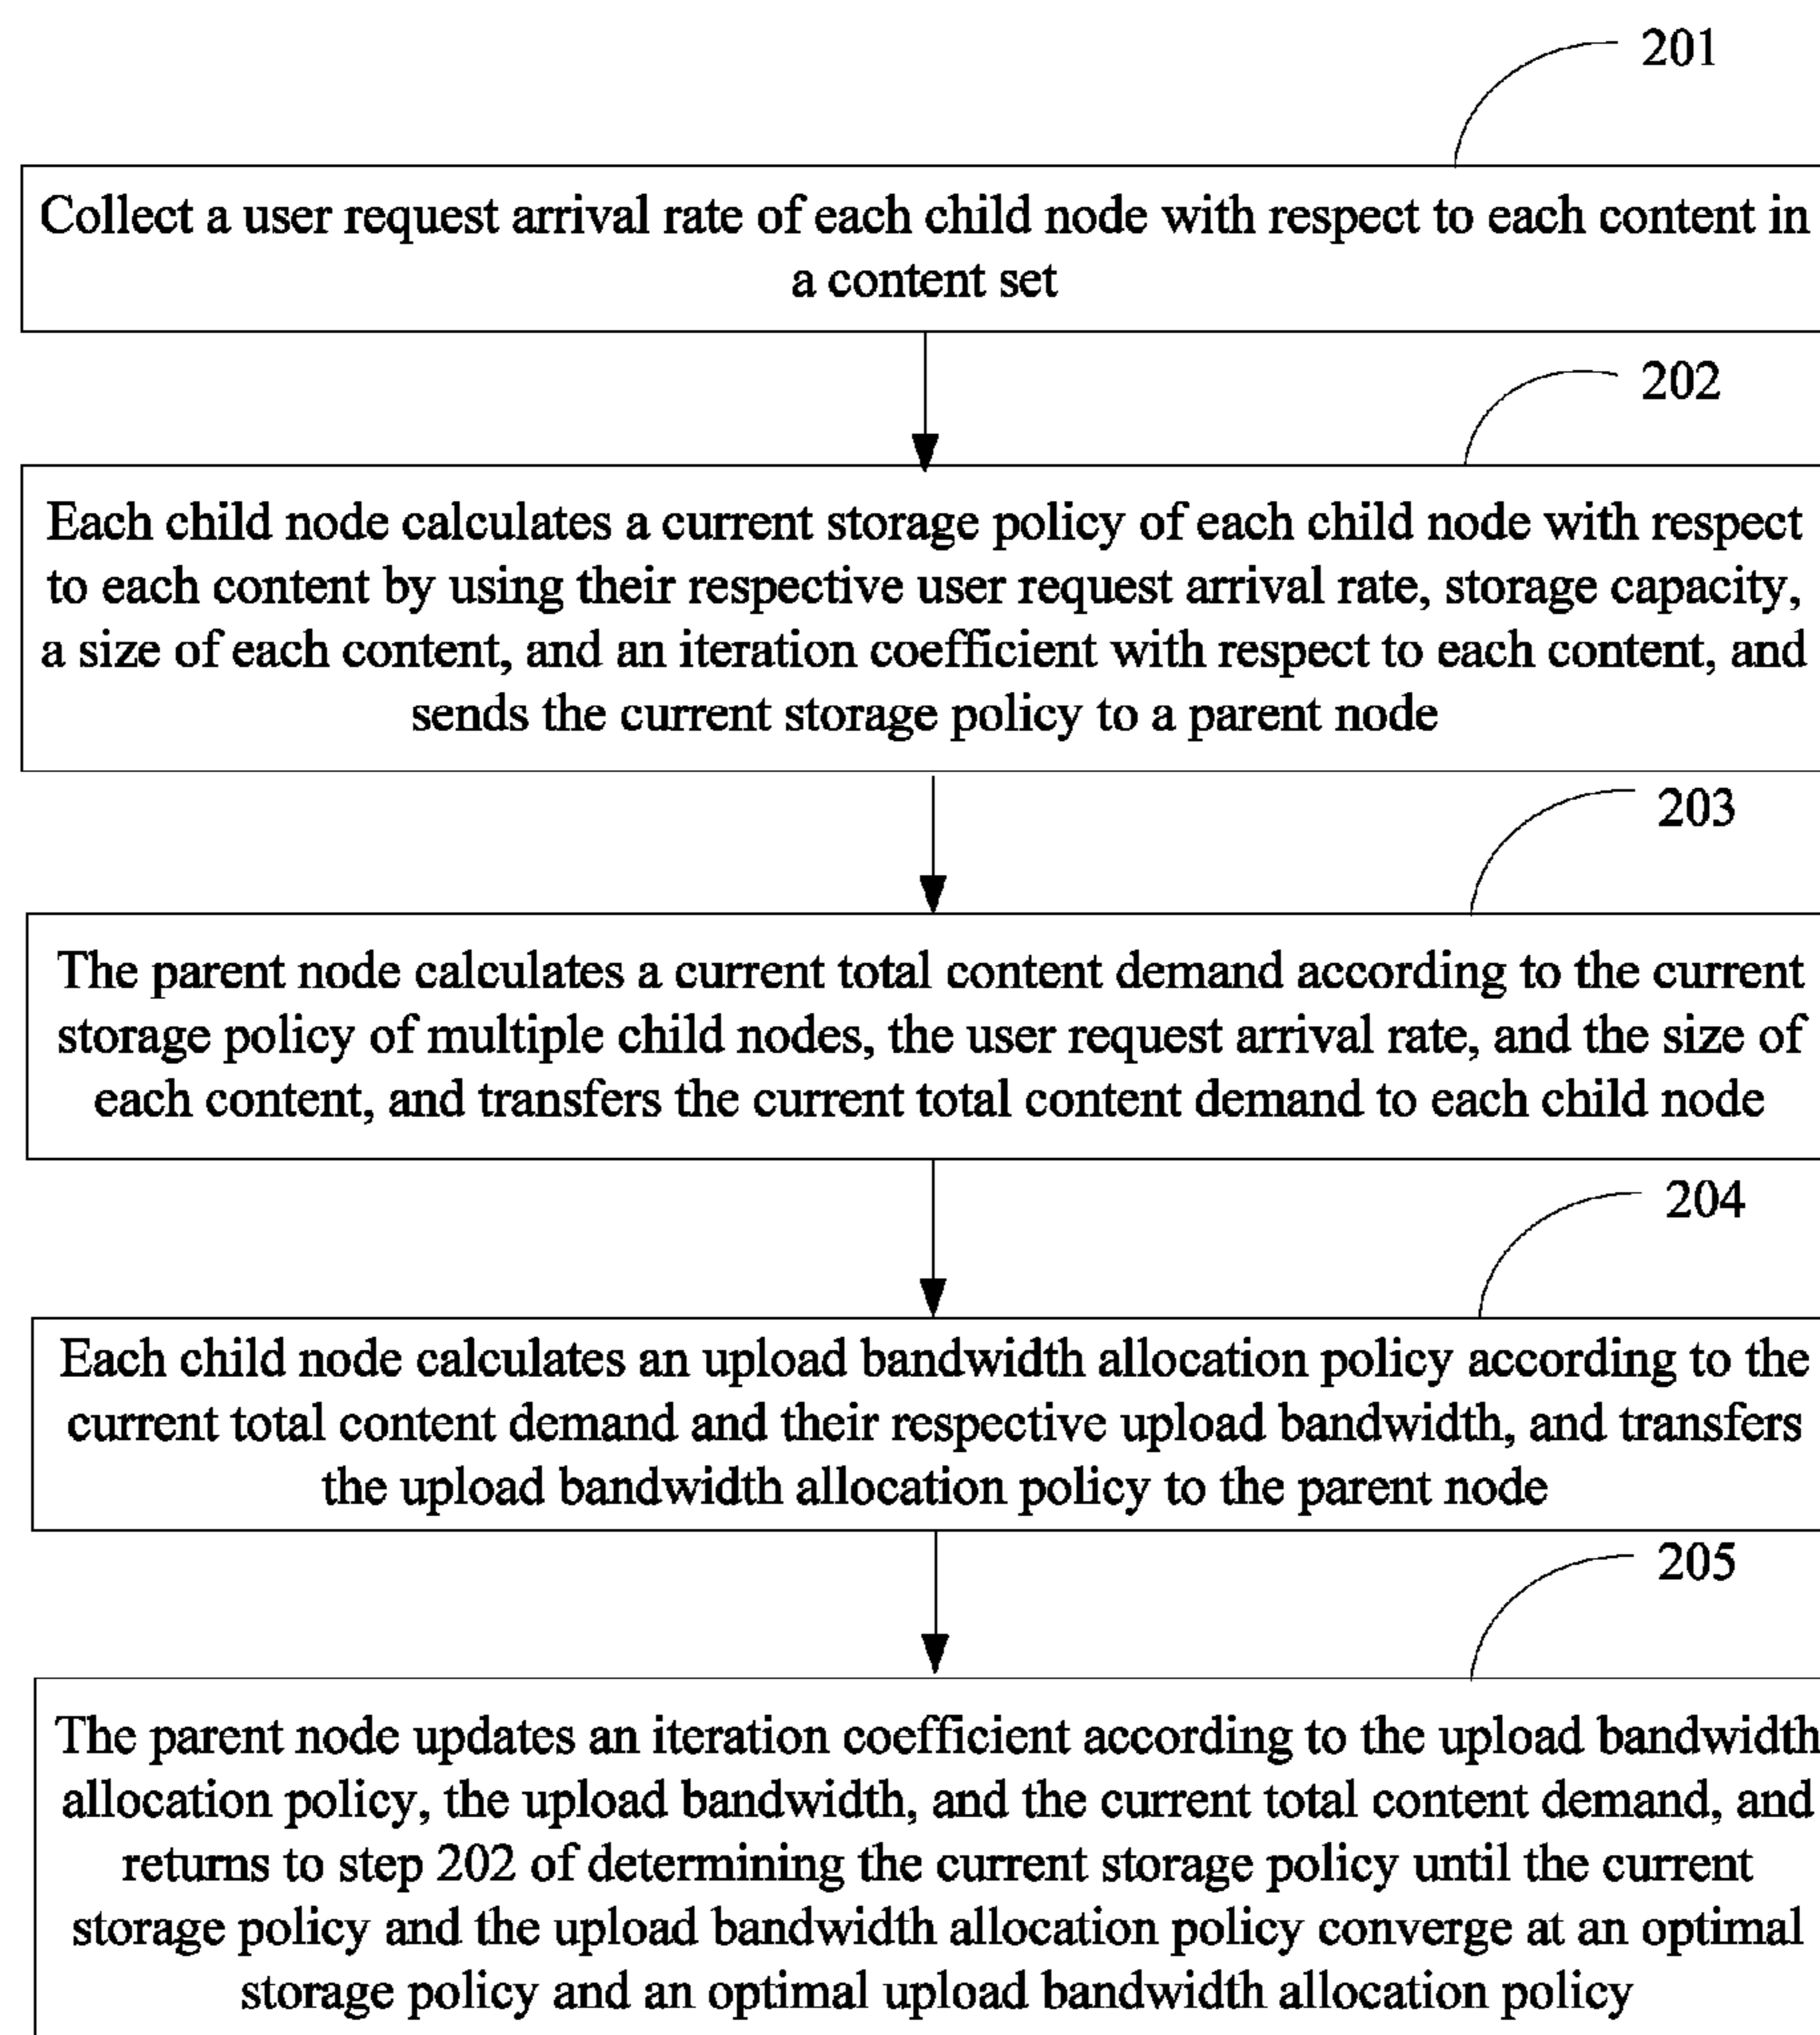 201
Collect a user request arrival rate of each child node with respect to each content in
a content set
202
Each child node calculates a current storage policy of each child node with respect
to each content by using their respective user request arrival rate, storage capacity,
a size of each content, and an iteration coefficient with respect to each content, and
sends the current storage policy to a parent node
203
The parent node calculates a current total content demand according to the current
storage policy of multiple child nodes, the user request arrival rate, and the size of
each content, and transfers the current total content demand to each child node
204
Each child node calculates an upload bandwidth allocation policy according to the
current total content demand and their respective upload bandwidth, and transfers
the upload bandwidth allocation policy to the parent node
205
The parent node updates an iteration coefficient according to the upload bandwidth
allocation policy, the upload bandwidth, and the current total content demand, and
returns to step 202 of determining the current storage policy until the current
storage policy and the upload bandwidth allocation policy converge at an optimal
storage policy and an optimal upload bandwidth allocation policy